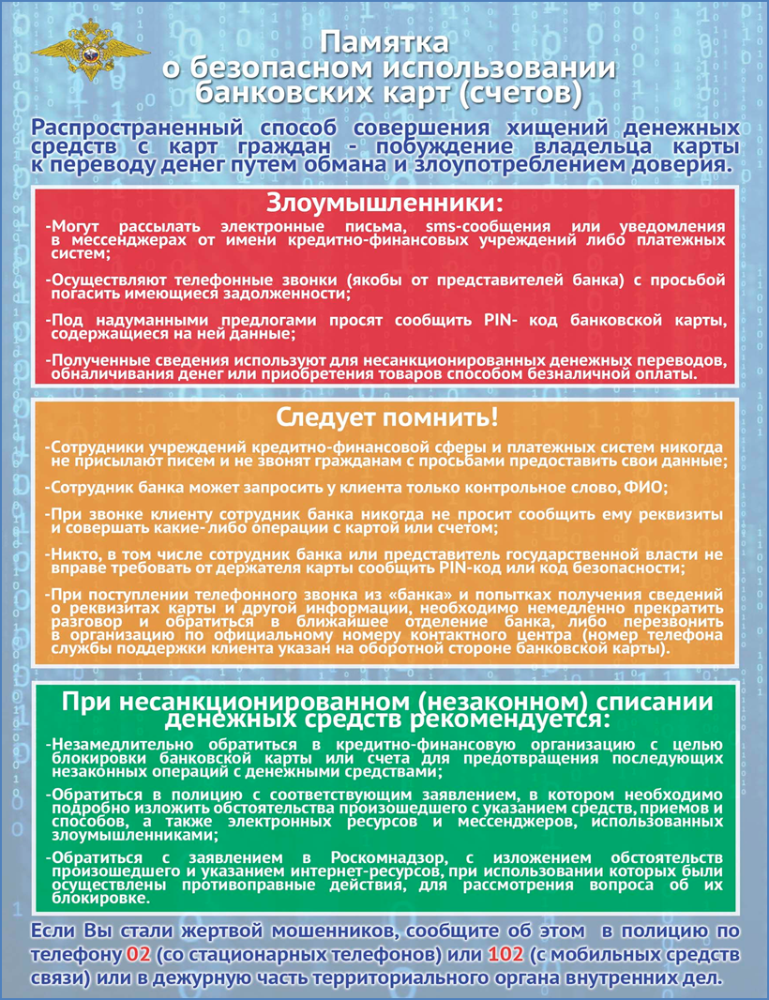 Памятка
о безопасном использовании
банковских карт (счетов)
Распространенный способ совершения хищений денежных
средств с карт граждан - побуждение владельца карты
к переводу денег путем обмана и злоупотреблением доверия.
Злоумышленники:
-Могут рассылать электронные письма, sms-сообщения или уведомления
в мессенджерах от имени кредитно-финансовых учреждений либо платежных
систем;
-Осуществляют телефонные звонки (якобы от представителей банка) с просьбой
погасить имеющиеся задолженности;
-Под надуманными предлогами просят сообщить PIN- код банковской карты,
содержащиеся на ней данные;
-Полученные сведения используют для несанкционированных денежных переводов,
обналичивания денег или приобретения товаров способом безналичной оплаты.
Следует помнить!
-Сотрудники учреждений кредитно-финансовой сферы и платежных систем никогда
не присылают писем и не звонят гражданам с просьбами предоставить свои данные;
-Сотрудник банка может запросить у клиента только контрольное слово, ФИО;
-При звонке клиенту сотрудник банка никогда не просит сообщить ему реквизиты
и совершать какие- либо операции с картой или счетом;
-Никто, в том числе сотрудник банка или представитель государственной власти не
вправе требовать от держателя карты сообщить PIN-код или код безопасности;
-При поступлении телефонного звонка из «банка» и попытках получения сведений
о реквизитах карты и другой информации, необходимо немедленно прекратить
разговор и обратиться в ближайшее отделение банка, либо перезвонить
в организацию по официальному номеру контактного центра (номер телефона
службы поддержки клиента указан на оборотной стороне банковской карты).
При несанкционированном (незаконном) списании
денежных средств рекомендуется:
-Незамедлительно обратиться в кредитно-финансовую организацию с целью
блокировки банковской карты или счета для предотвращения последующих
незаконных операций с денежными средствами;
-Обратиться в полицию с соответствующим заявлением, в котором необходимо
подробно изложить обстоятельства произошедшего с указанием средств, приемов и
способов, а также электронных ресурсов и мессенджеров, использованных
злоумышленниками;
-Обратиться с заявлением в Роскомнадзор, с изложением обстоятельств
произошедшего и указанием интернет-ресурсов, при использовании которых были
осуществлены противоправные действия, для рассмотрения вопроса об их
блокировке.
Если Вы стали жертвой мошенников, сообщите об этом в полицию по
телефону 02 (со стационарных телефонов) или 102 (с мобильных средств
связи) или в дежурную часть территориального органа внутренних дел.